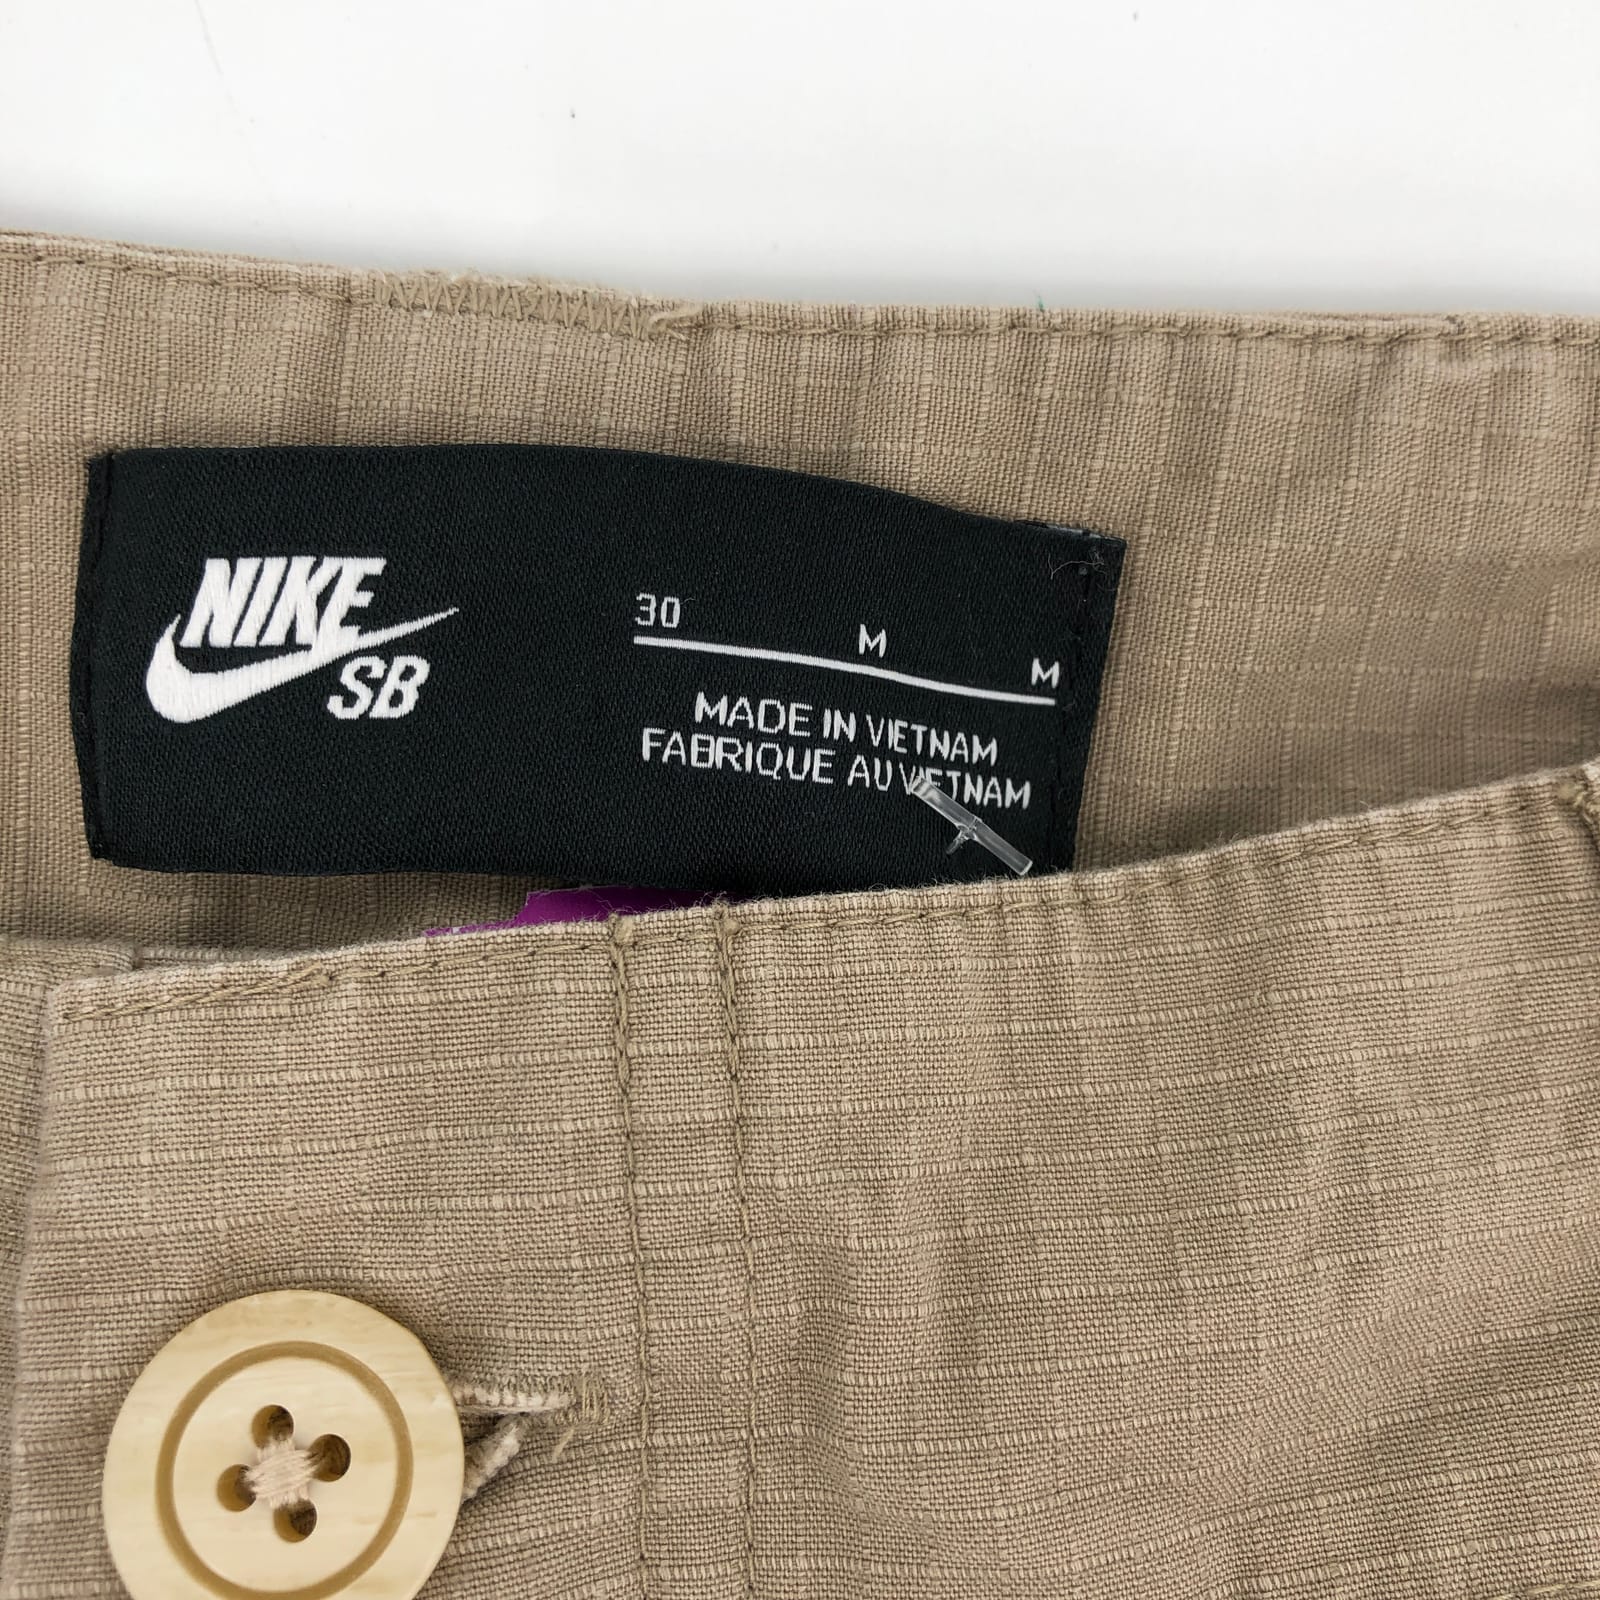 NIKE
SB
30 M M
MADE IN VIETNAM
FABRIQUE AU VIETNAM